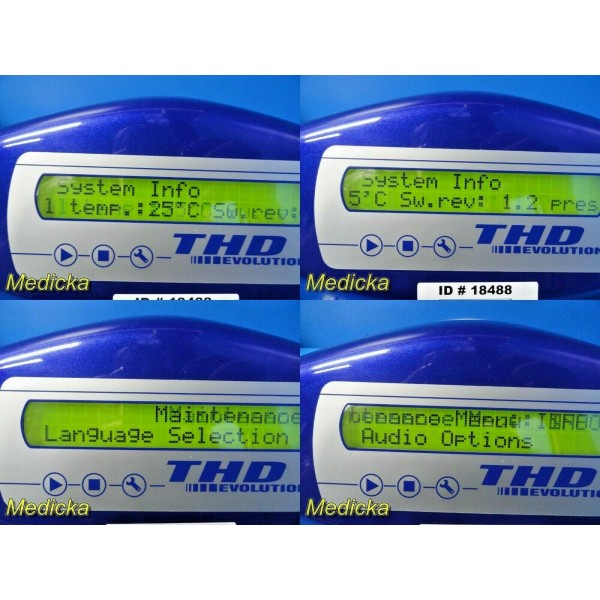 System Info
temp.:25°C Sw.rev:
THD
EVOLUTION
Medicka
System Info
5°C Sw.rev: 1.2 pres
THD
EVOLUTION
ID # 18488
Medicka
Maintenance
Language Selection
THD
EVOLUTION
Medicka
Audio Options
THD
EVOLUTION
Medicka